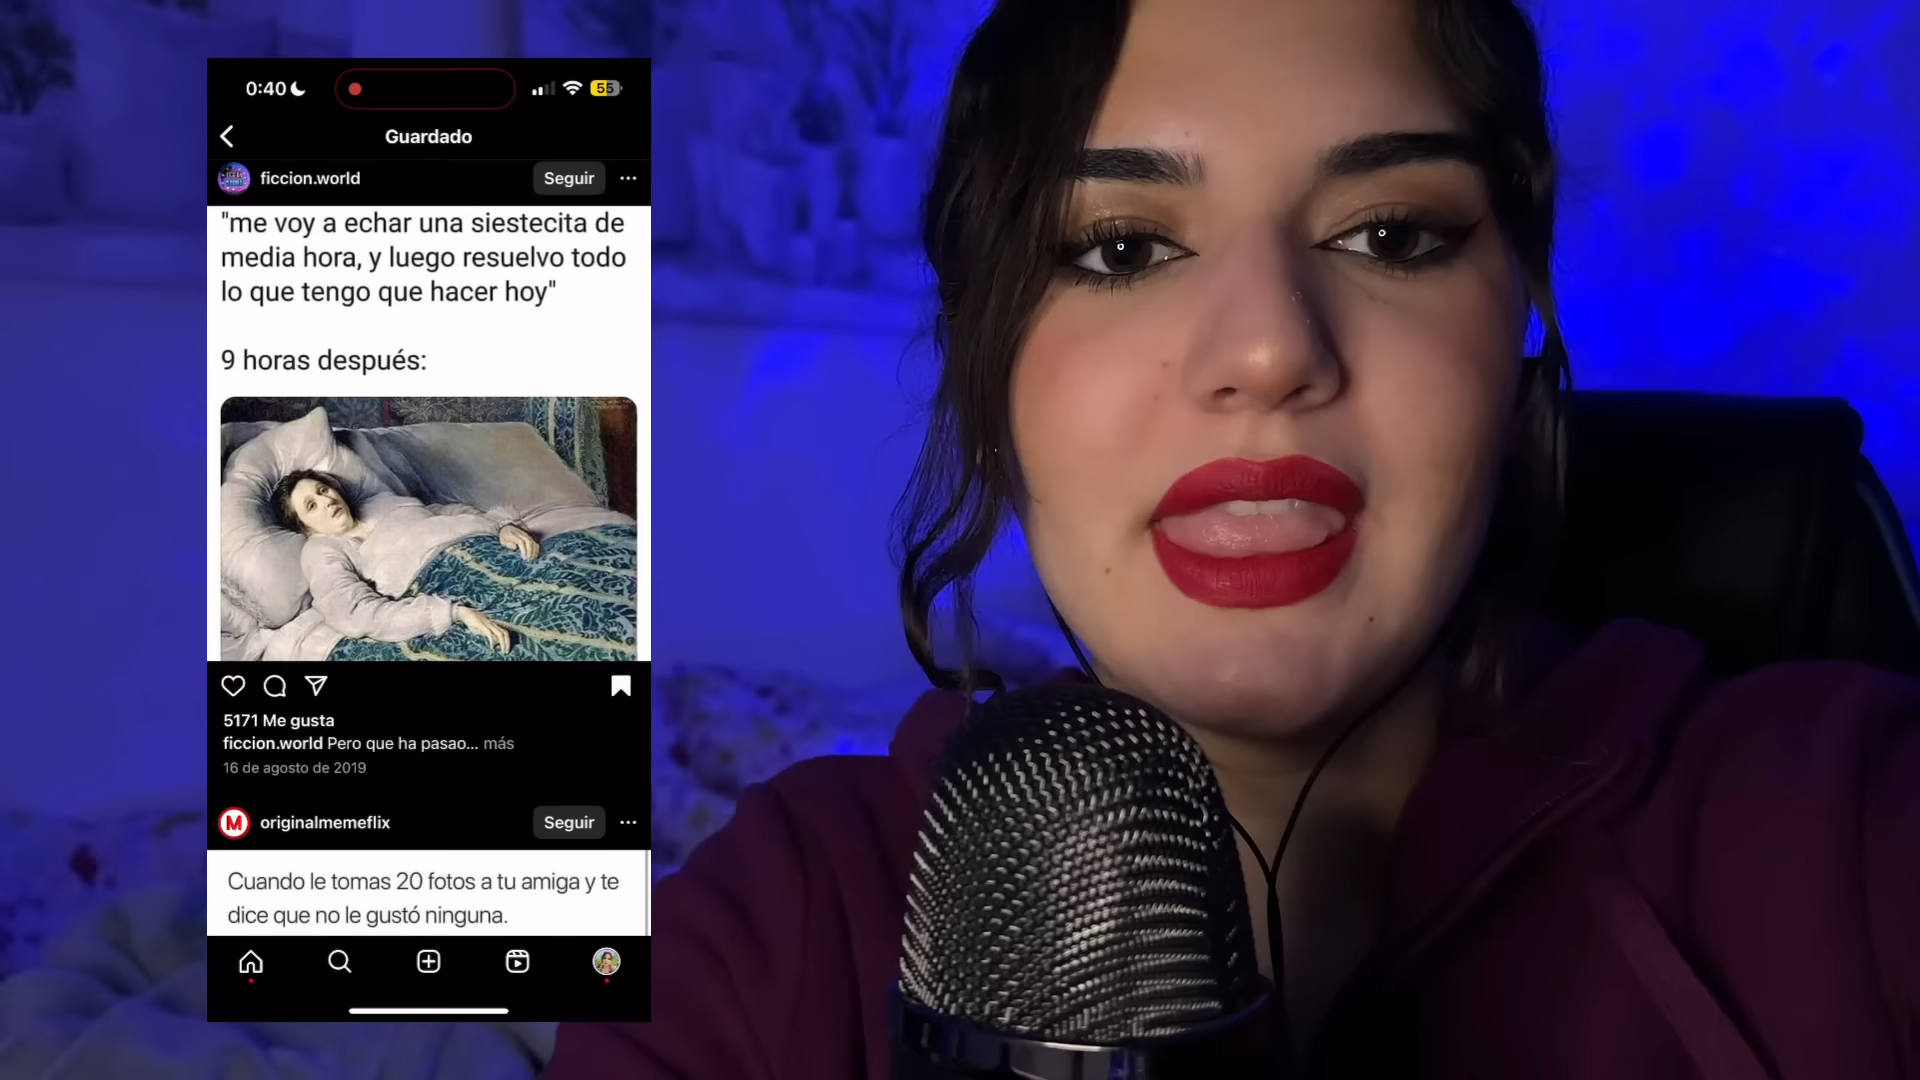 0:40
55
Guardado
ficcion.world
Seguir
"me voy a echar una siestecita de
media hora, y luego resuelvo todo
lo que tengo que hacer hoy"
9 horas después:
5171 Me gusta
ficcion.world Pero que ha pasao... más
16 de agosto de 2019
M
originalmemeflix
Seguir
Cuando le tomas 20 fotos a tu amiga y te
dice que no le gustó ninguna.